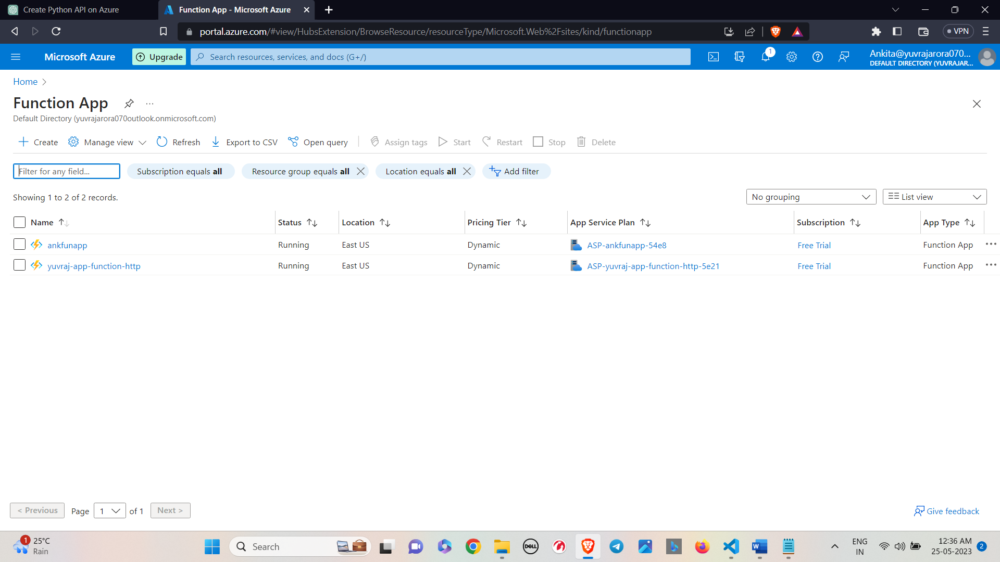 Create Python API on Azure
Function App - Microsoft Azure
portal.azure.com/#view/HubsExtension/BrowseResource/resourceType/Microsoft.Web%2Fsites/kind/functionapp
VPN
Microsoft Azure
Upgrade
Search resources, services, and docs (G+/)
1
Ankita@yuvrajarora070...
DEFAULT DIRECTORY (YUVRAJAR...
Home
Function App
...
Default Directory (yuvrajarora070outlook.onmicrosoft.com)
Create
Manage view
Refresh
Export to CSV
Open query
Assign tags
Start
Restart
Stop
Delete
Filter for any field...
Subscription equals all
Resource group equals all
Location equals all
Add filter
Showing 1 to 2 of 2 records.
No grouping
List view
Name Status Location Pricing Tier App Service Plan Subscription App Type
ankfunapp Running East US Dynamic ASP-ankfunapp-54e8 Free Trial Function App ...
yuvraj-app-function-http Running East US Dynamic ASP-yuvraj-app-function-http-5e21 Free Trial Function App ...
< Previous Page 1 of 1 Next >
Give feedback
1
25°C
Rain
Search
DELL
ENG
IN
12:36 AM
25-05-2023
2